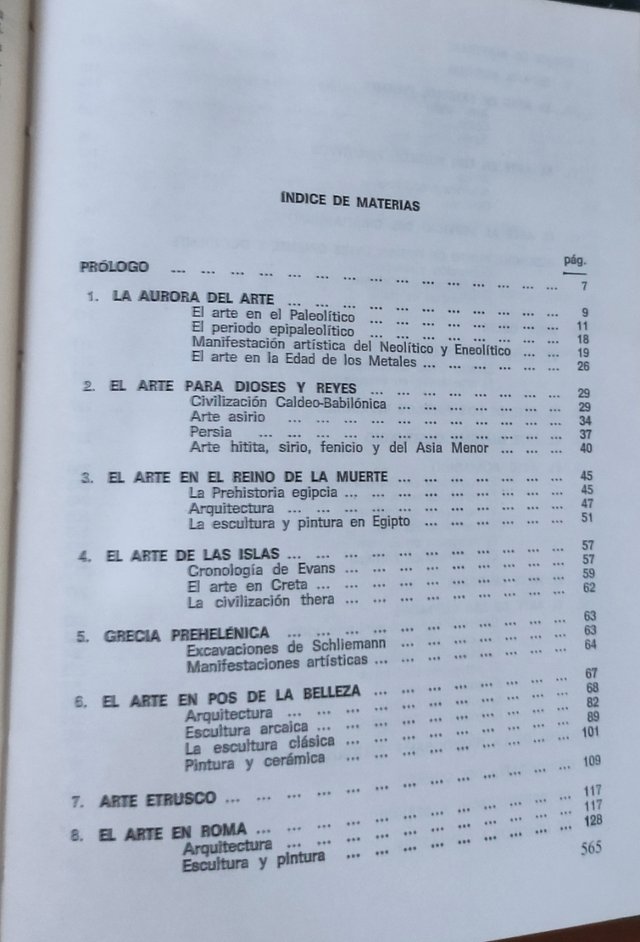 ÍNDICE DE MATERIAS
pág.
PRÓLOGO ... ... ... ... ... ... ... ... ... ... ... ... ... ... 7
1. LA AURORA DEL ARTE ... ... ... ... ... ... ... ... ... ... 9
El arte en el Paleolítico ... ... ... ... ... ... ... 11
El periodo epipaleolítico ... ... ... ... ... ... ... 18
Manifestación artística del Neolítico y Eneolítico ... ... 19
El arte en la Edad de los Metales ... ... ... ... ... 26
2. EL ARTE PARA DIOSES Y REYES ... ... ... ... ... ... ... 29
Civilización Caldeo-Babilónica ... ... ... ... ... ... 29
Arte asirio ... ... ... ... ... ... ... ... ... ... 34
Persia ... ... ... ... ... ... ... ... ... ... ... 37
Arte hitita, sirio, fenicio y del Asia Menor ... ... ... 40
3. EL ARTE EN EL REINO DE LA MUERTE ... ... ... ... ... ... 45
La Prehistoria egipcia ... ... ... ... ... ... ... ... 45
Arquitectura ... ... ... ... ... ... ... ... ... ... 47
La escultura y pintura en Egipto ... ... ... ... ... 51
4. EL ARTE DE LAS ISLAS ... ... ... ... ... ... ... ... ... ... 57
Cronología de Evans ... ... ... ... ... ... ... ... 57
El arte en Creta ... ... ... ... ... ... ... ... ... 59
La civilización thera ... ... ... ... ... ... ... ... 62
5. GRECIA PREHELÉNICA ... ... ... ... ... ... ... ... ... ... 63
Excavaciones de Schliemann ... ... ... ... ... ... 63
Manifestaciones artísticas ... ... ... ... ... ... ... 64
6. EL ARTE EN POS DE LA BELLEZA ... ... ... ... ... ... ... 67
Arquitectura ... ... ... ... ... ... ... ... ... ... 68
Escultura arcaica ... ... ... ... ... ... ... ... ... 82
La escultura clásica ... ... ... ... ... ... ... ... 89
Pintura y cerámica ... ... ... ... ... ... ... ... 101
7. ARTE ETRUSCO ... ... ... ... ... ... ... ... ... ... ... ... 109
8. EL ARTE EN ROMA ... ... ... ... ... ... ... ... ... ... ... 117
Arquitectura ... ... ... ... ... ... ... ... ... ... 117
Escultura y pintura ... ... ... ... ... ... ... ... 128
565